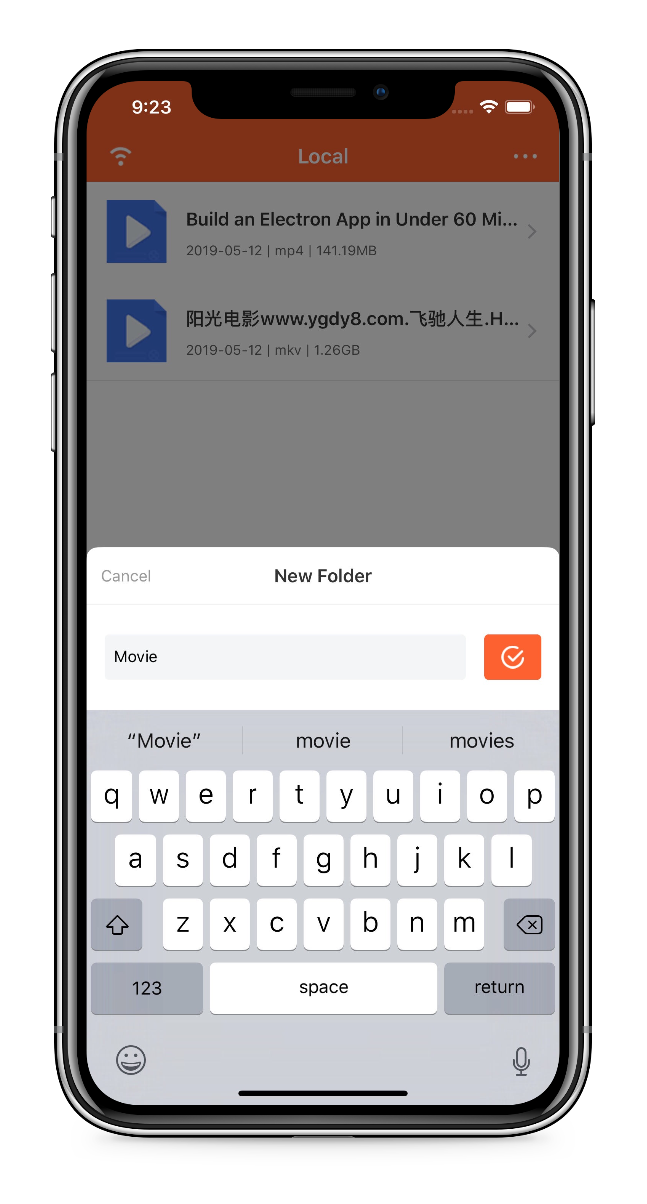 9:23
Local
Build an Electron App in Under 60 Mi...
2019-05-12 | mp4 | 141.19MB
阳光电影www.ygdy8.com.飞驰人生.H...
2019-05-12 | mkv | 1.26GB
Cancel
New Folder
Movie
“Movie”
movie
movies
q w e r t y u i o p
a s d f g h j k l
z x c v b n m
123
space
return